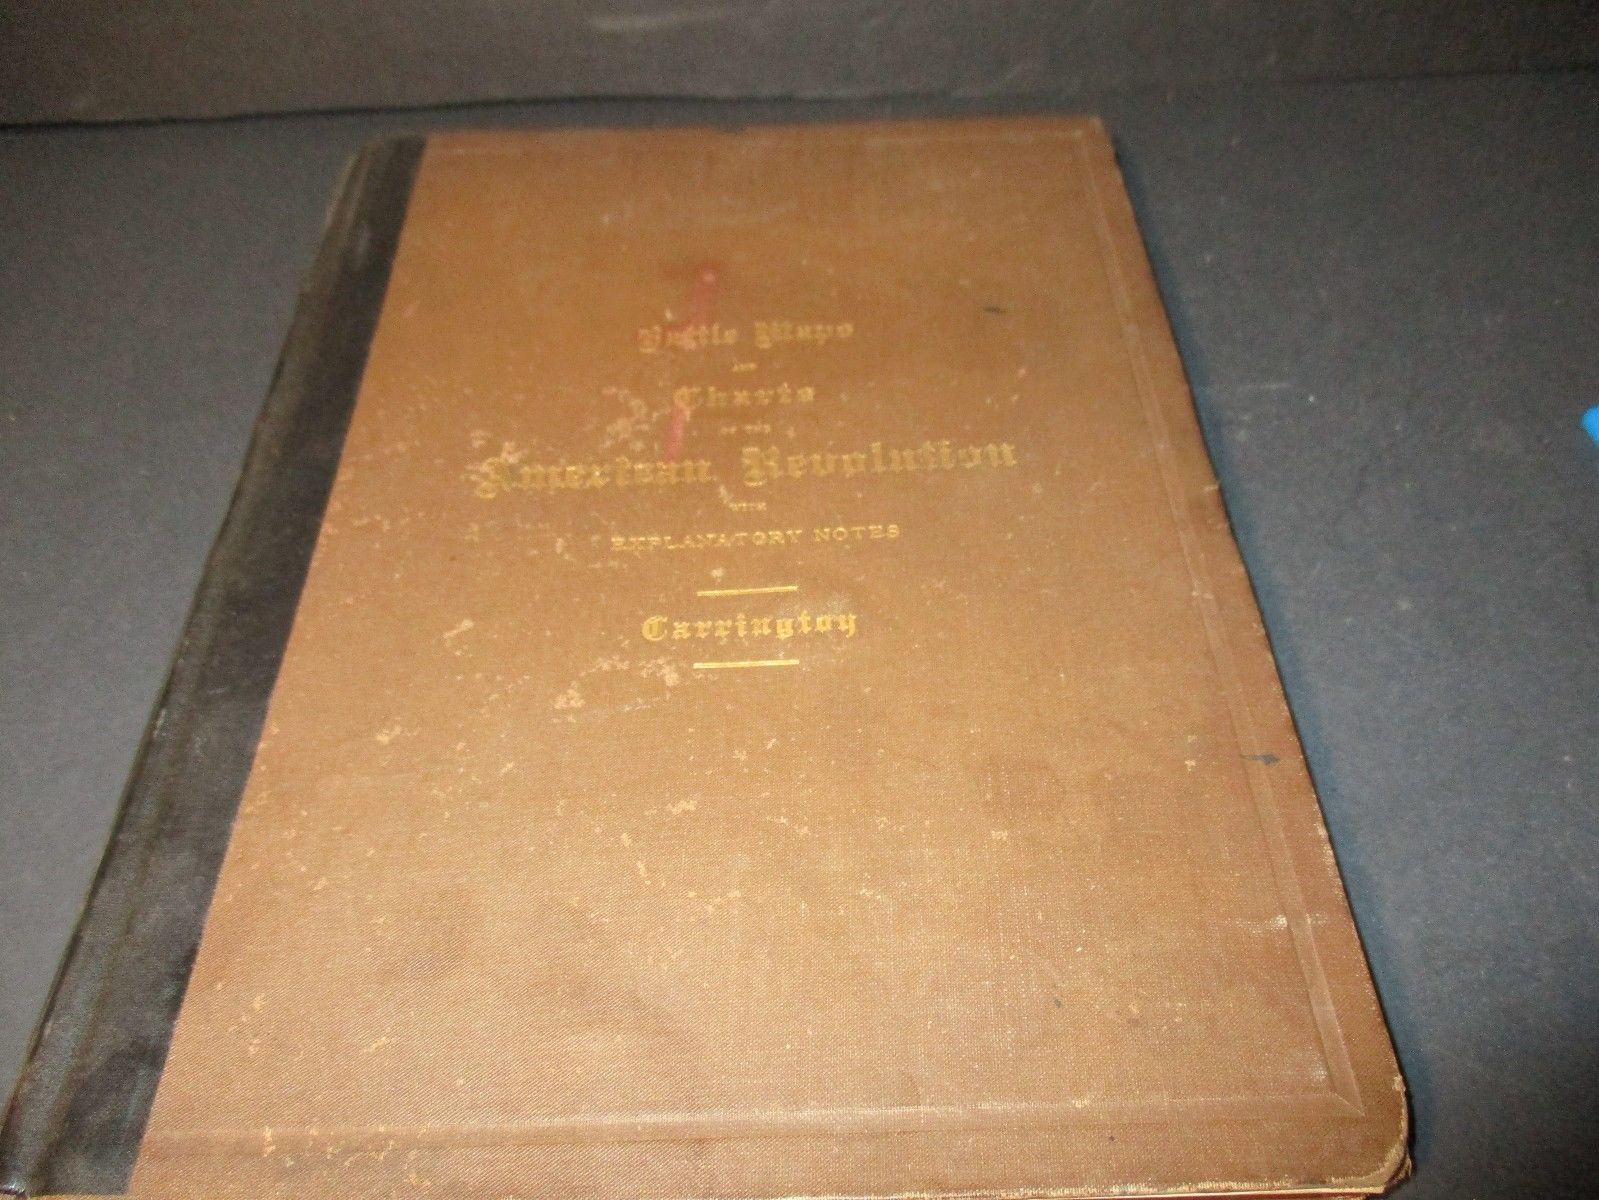 Battle Maps
AND
Charts
OF THE
American Revolution
WITH
EXPLANATORY NOTES
Carrington